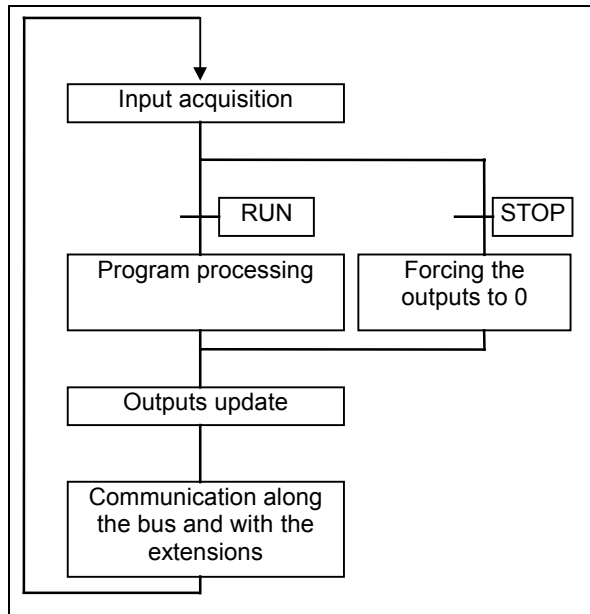 Input acquisition
RUN
STOP
Program processing
Forcing the
outputs to 0
Outputs update
Communication along
the bus and with the
extensions